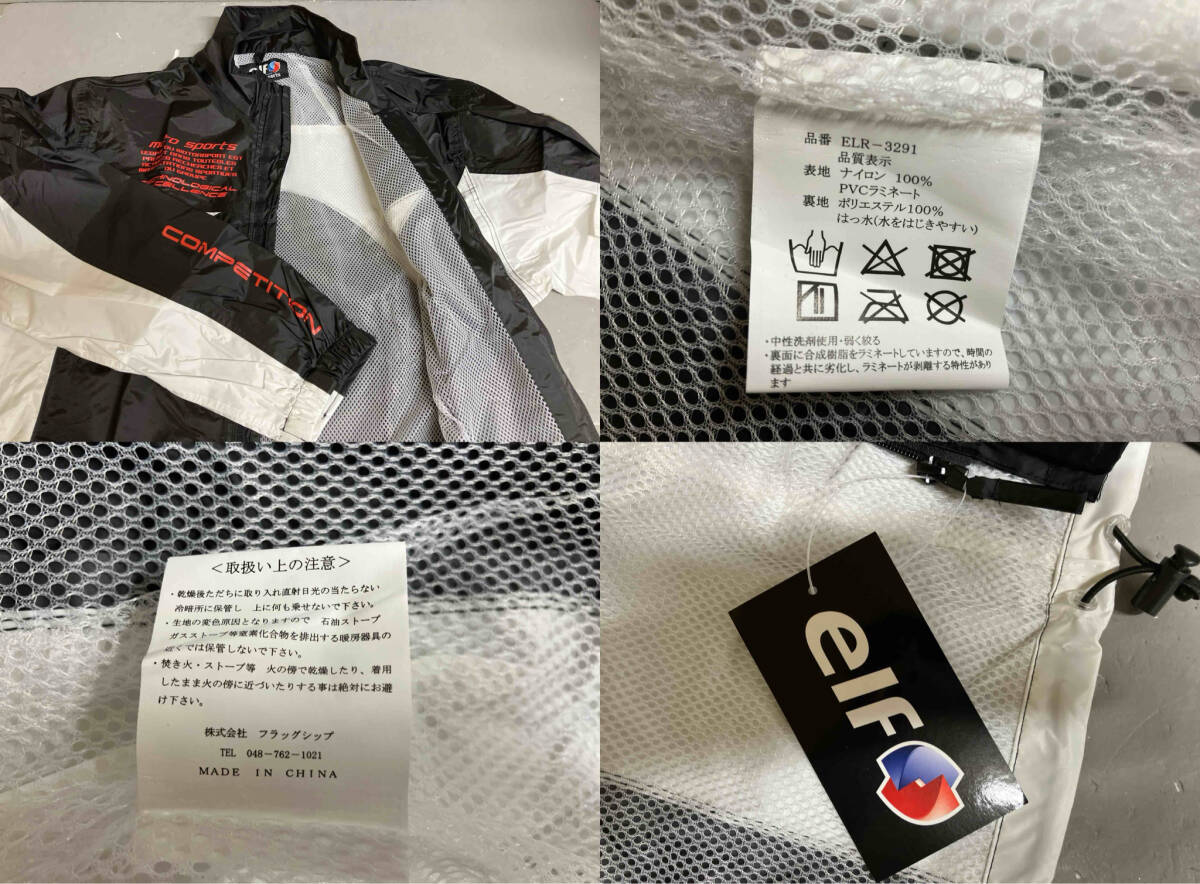 elf
sports
COMPETITION
品番 ELR-3291
品質表示
表地 ナイロン 100%
PVCラミネート
裏地 ポリエステル100%
はっ水(水をはじきやすい)
・中性洗剤使用・弱く絞る
・裏面に合成樹脂をラミネートしていますので、時間の
経過と共に劣化し、ラミネートが剥離する特性があり
ます
<取扱い上の注意>
・乾燥後ただちに取り入れ直射日光の当たらない
冷暗所に保管し 上に何も乗せないで下さい。
・生地の変色原因となりますので 石油ストーブ
ガスストーブ等窒素化合物を排出する暖房器具の
近くでは保管しないで下さい。
・焚き火・ストーブ等 火の傍で乾燥したり、着用
したまま火の傍に近づいたりする事は絶対にお避
け下さい。
株式会社 フラッグシップ
TEL 048-762-1021
MADE IN CHINA
elf